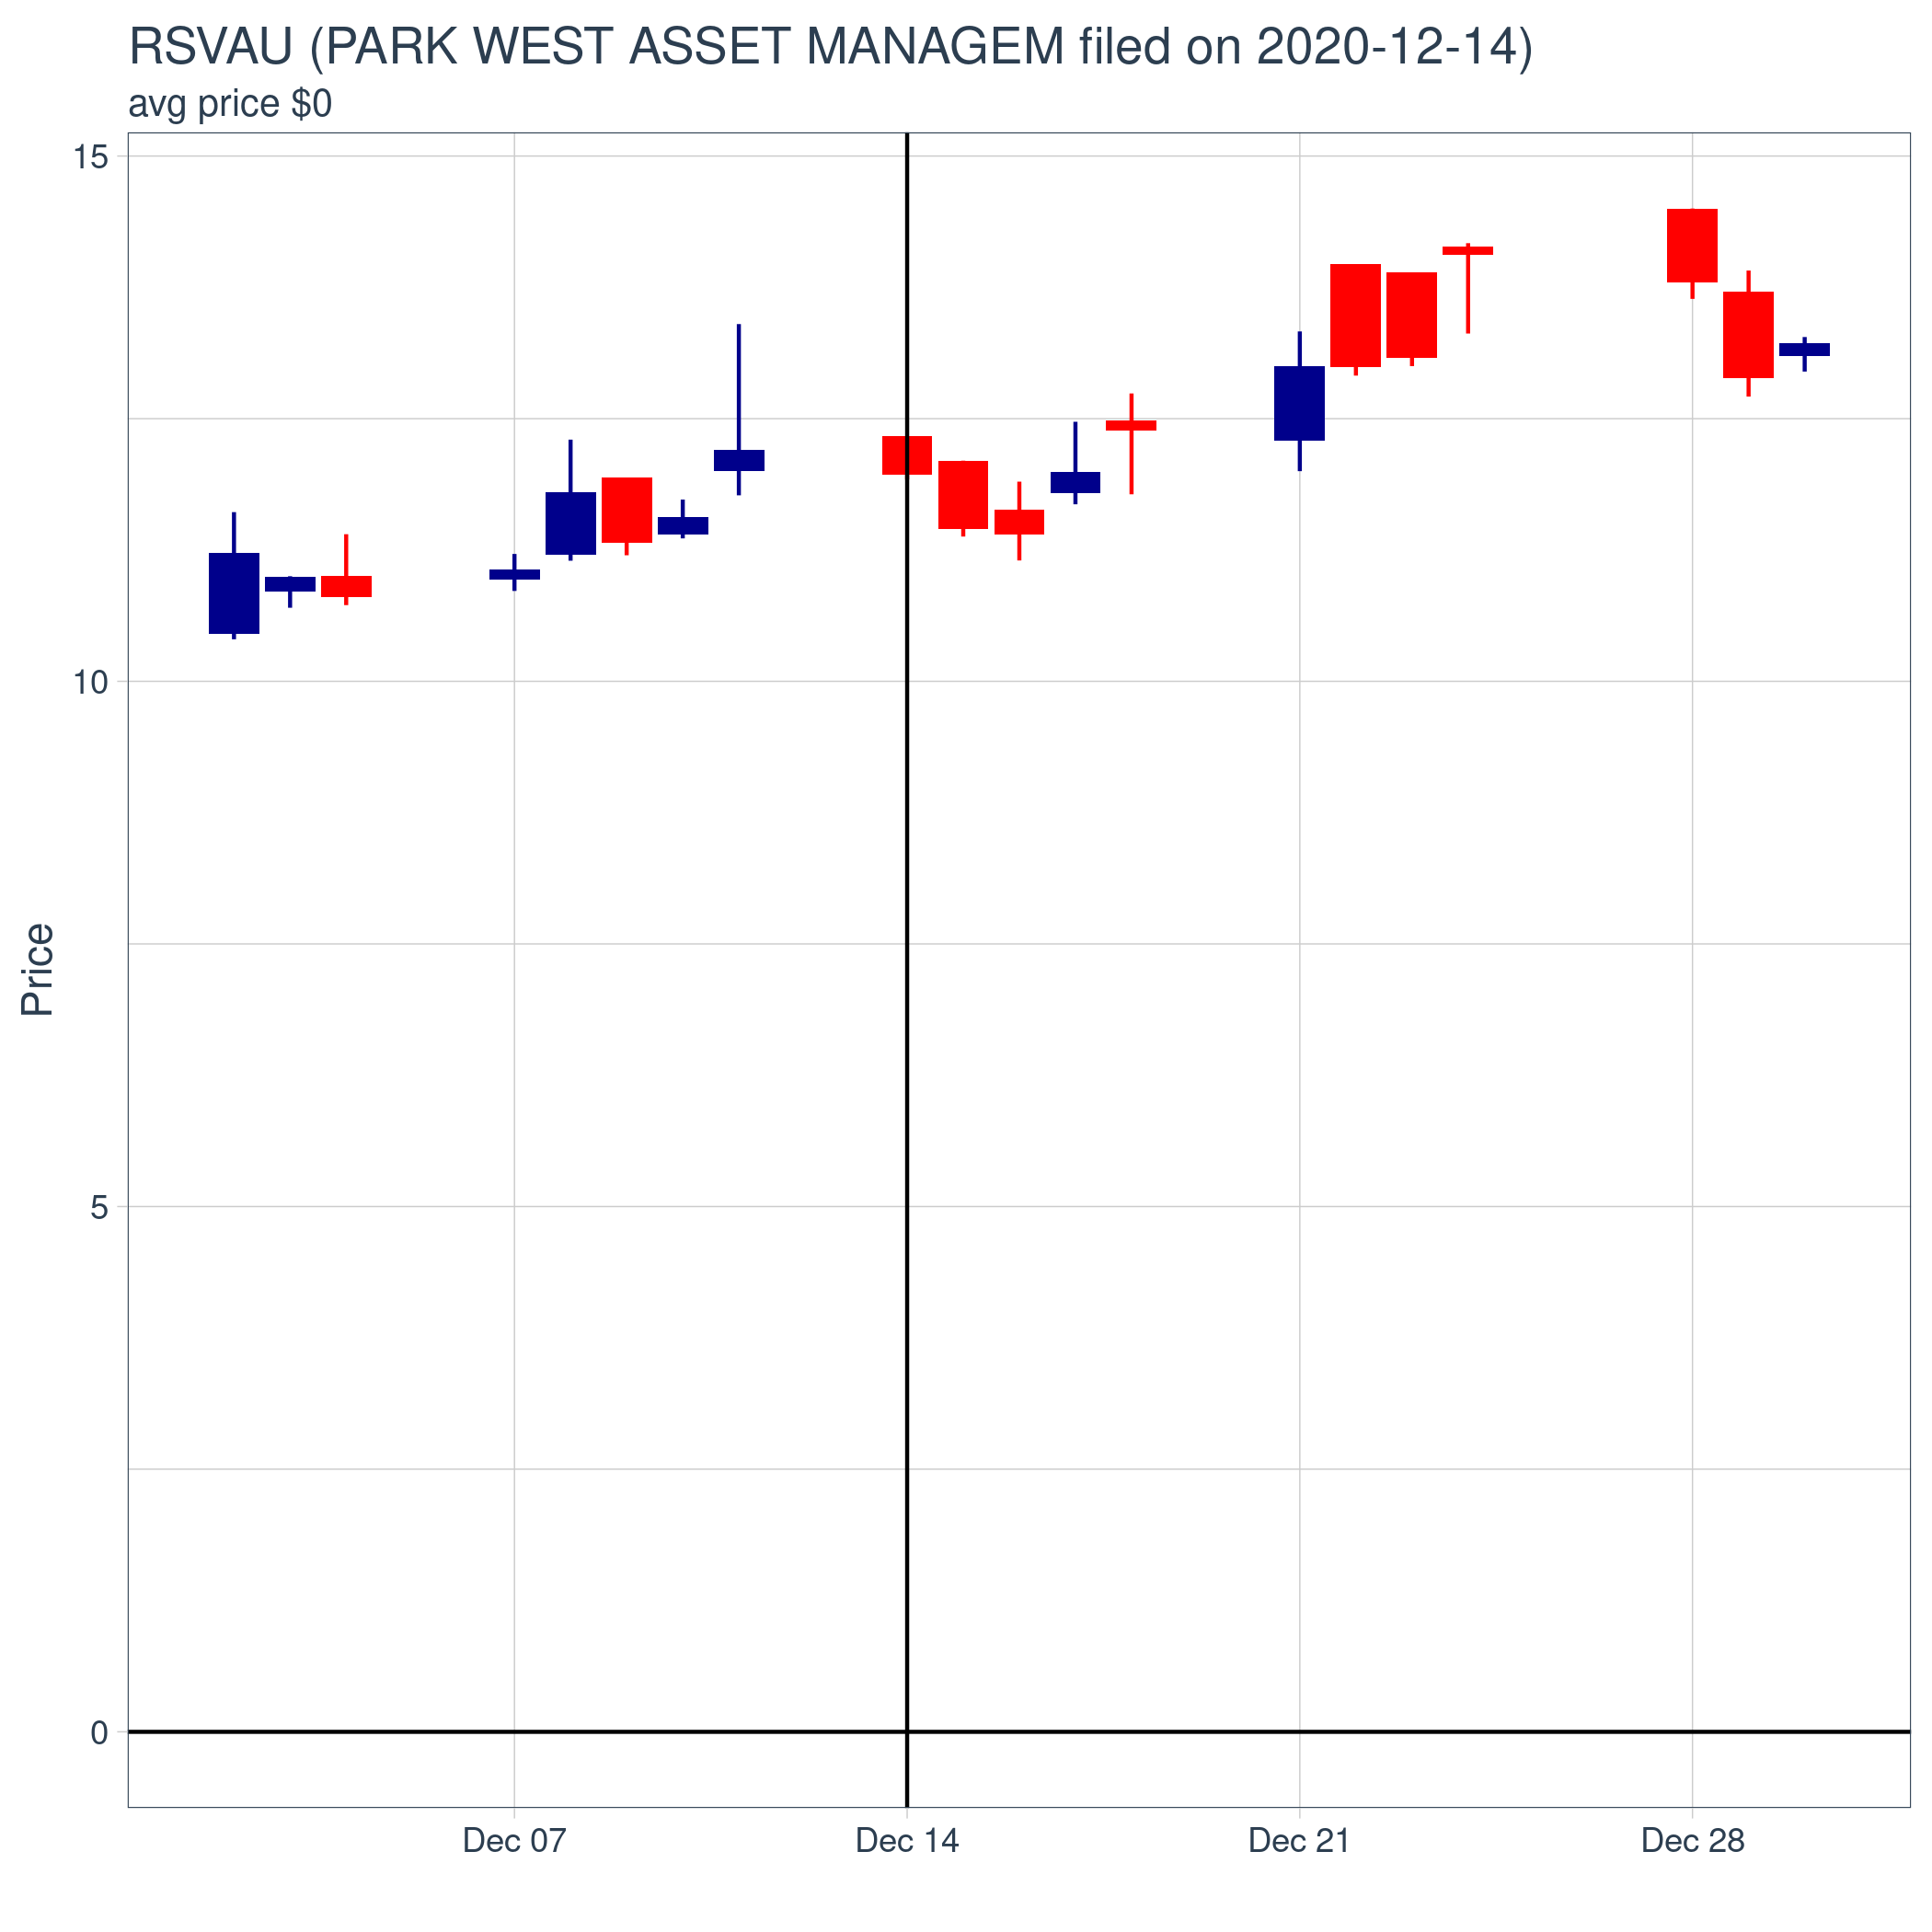 RSVAU (PARK WEST ASSET MANAGEM filed on 2020-12-14)
avg price $0
15
10
5
0
Price
Dec 07
Dec 14
Dec 21
Dec 28